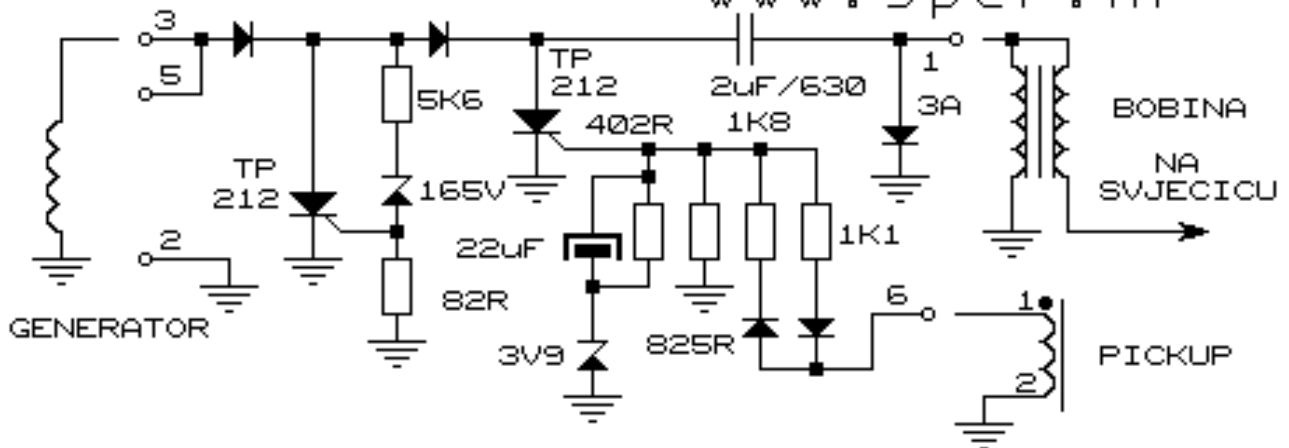 3
5
5K6
TP
212
165V
82R
2
GENERATOR
TP
212
402R
1K8
2uF/630
22uF
3V9
825R
1K1
3A
1
6
BOBINA
NA
SVJECICU
1
2
PICKUP